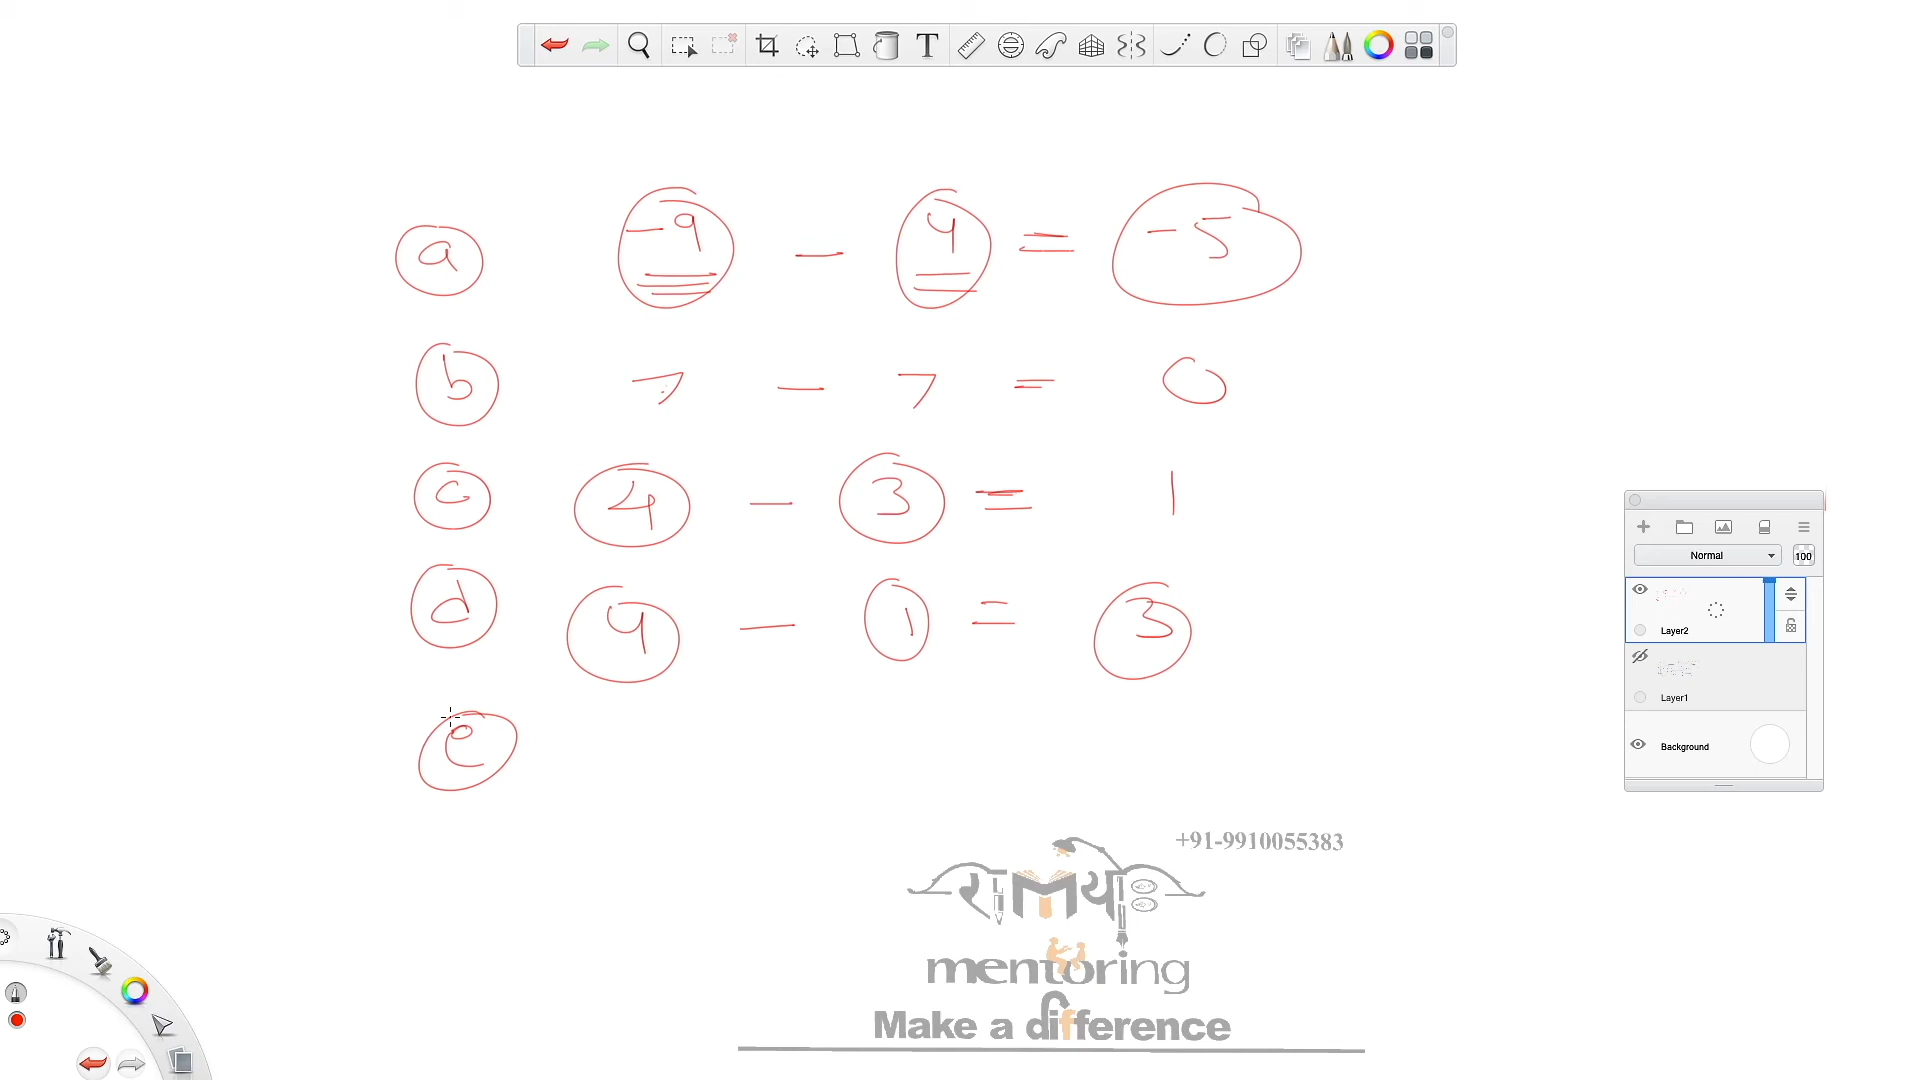 a -9 - 4 = -5
b 7 - 7 = 0
c 4 - 3 = 1
d 4 - 1 = 3
e
Normal
100
Layer2
Layer1
Background
+91-9910055383
रामया
mentoring
Make a difference